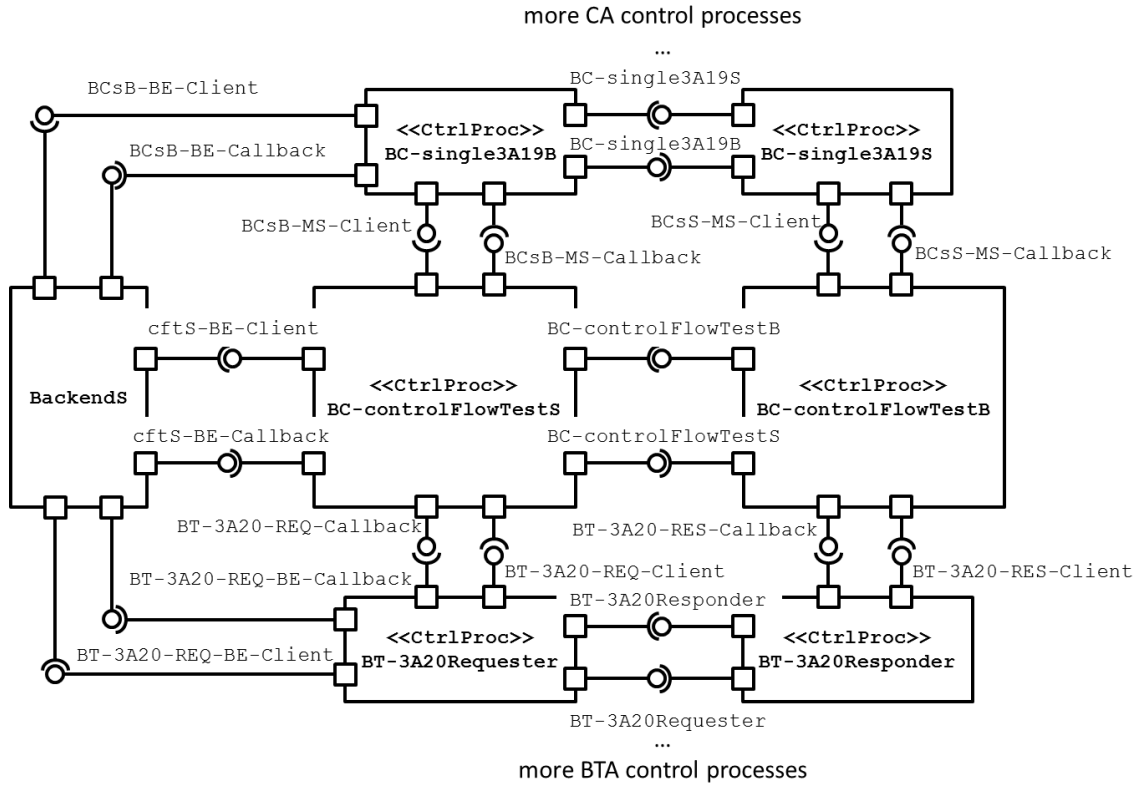 more CA control processes
...
BC-single3A19S
BCsB-BE-Client
<<CtrlProc>>
BC-single3A19B
<<CtrlProc>>
BC-single3A19S
BC-single3A19B
BCsB-BE-Callback
BCsB-MS-Client
BCsS-MS-Client
BCsB-MS-Callback
BCsS-MS-Callback
cftS-BE-Client
BC-controlFlowTestB
BackendS
<<CtrlProc>>
BC-controlFlowTestS
<<CtrlProc>>
BC-controlFlowTestB
cftS-BE-Callback
BC-controlFlowTestS
BT-3A20-REQ-Callback
BT-3A20-RES-Callback
BT-3A20-REQ-BE-Callback
BT-3A20-REQ-Client
BT-3A20-RES-Client
BT-3A20Responder
<<CtrlProc>>
BT-3A20Requester
<<CtrlProc>>
BT-3A20Responder
BT-3A20-REQ-BE-Client
BT-3A20Requester
...
more BTA control processes